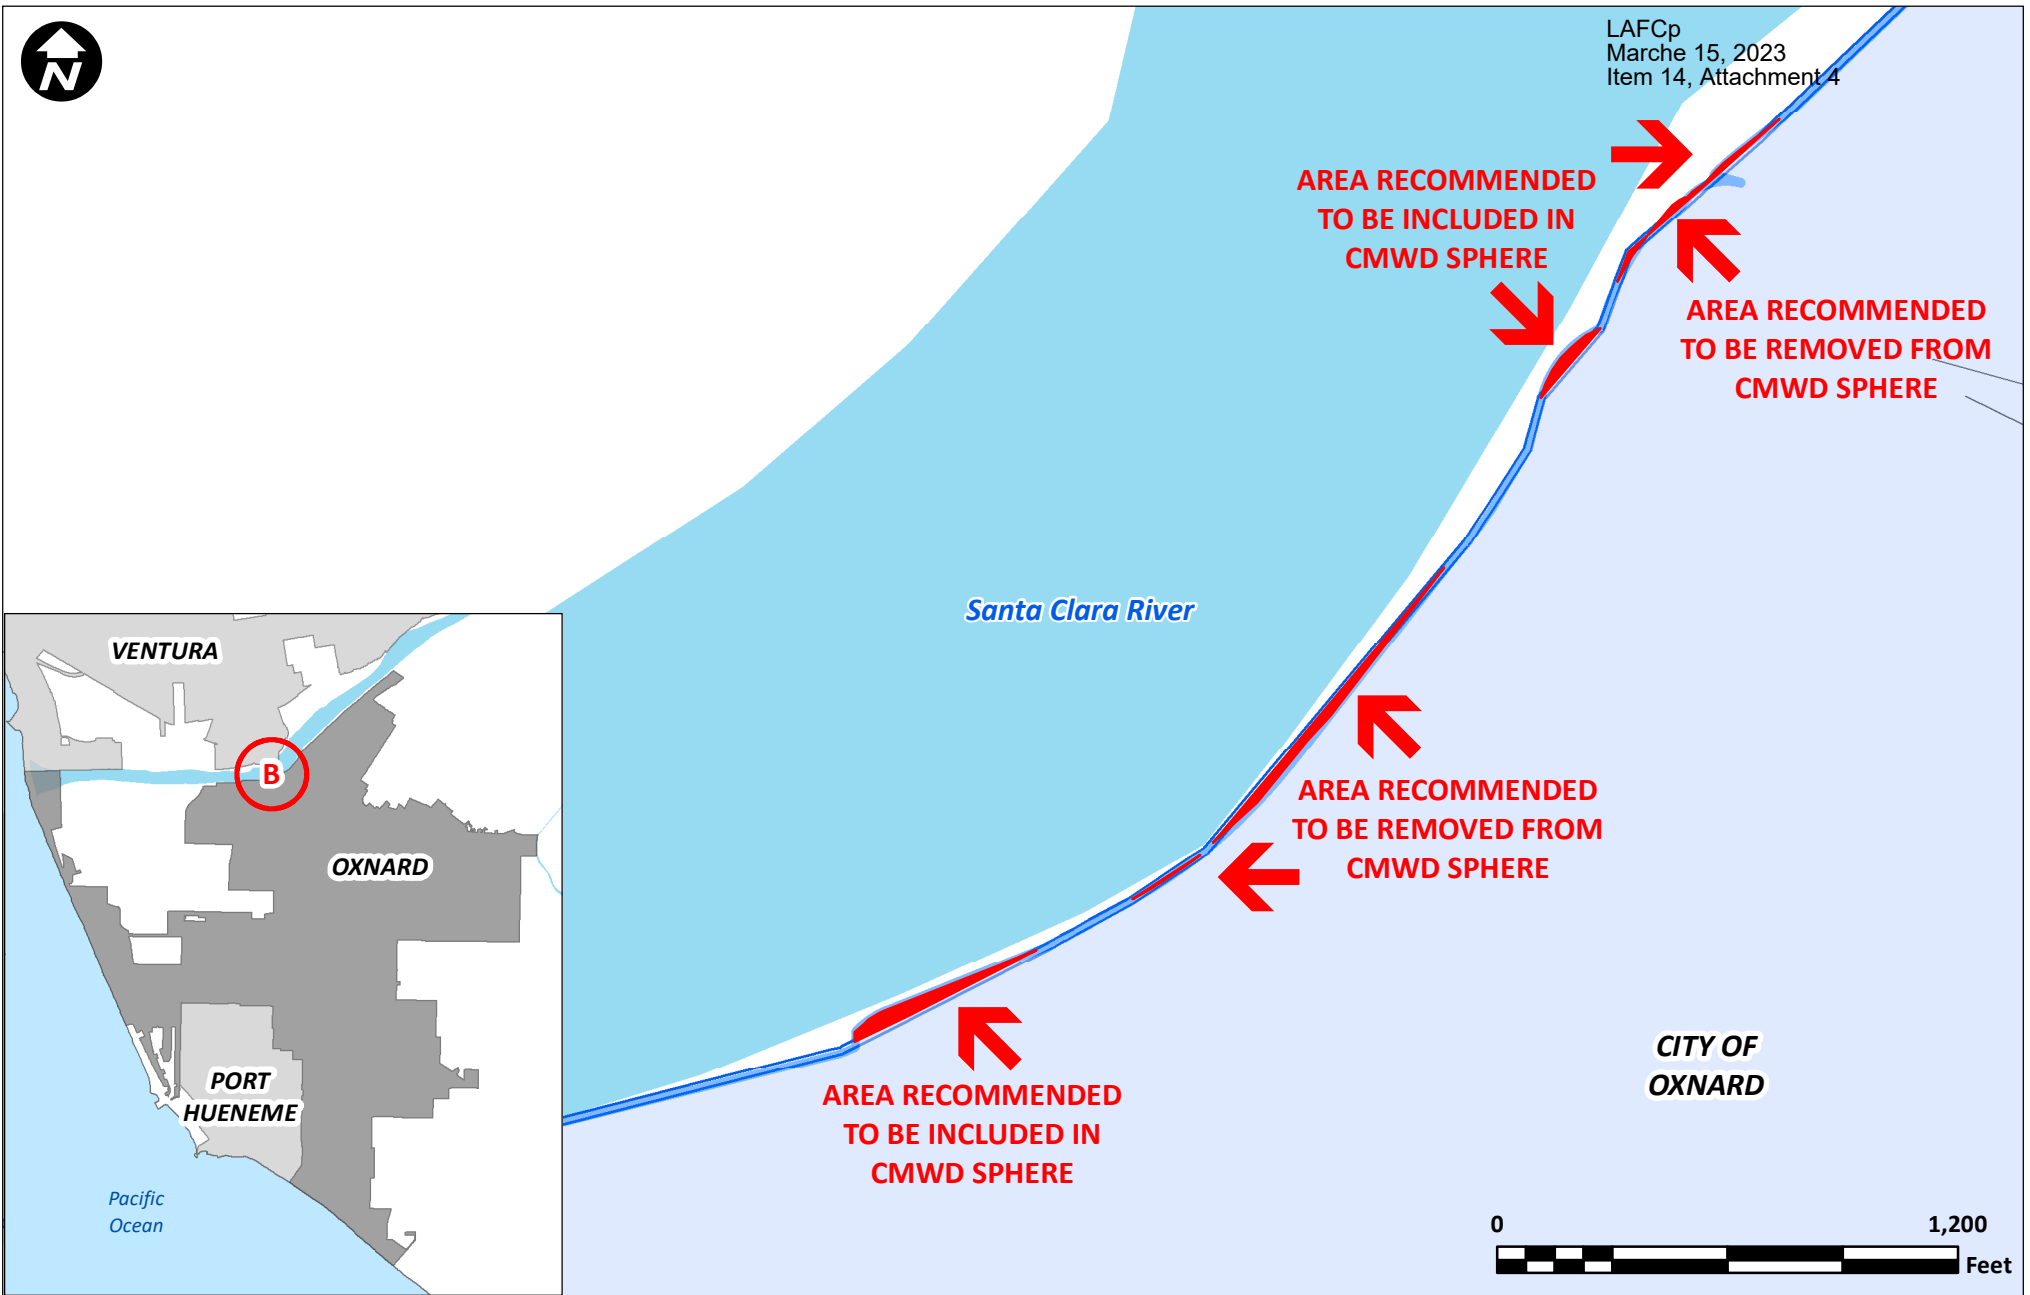 N
LAFCp
Marche 15, 2023
Item 14, Attachment 4
AREA RECOMMENDED
TO BE INCLUDED IN
CMWD SPHERE
AREA RECOMMENDED
TO BE REMOVED FROM
CMWD SPHERE
Santa Clara River
AREA RECOMMENDED
TO BE REMOVED FROM
CMWD SPHERE
AREA RECOMMENDED
TO BE INCLUDED IN
CMWD SPHERE
CITY OF
OXNARD
VENTURA
B
OXNARD
PORT
HUENEME
Pacific
Ocean
0 1,200
Feet